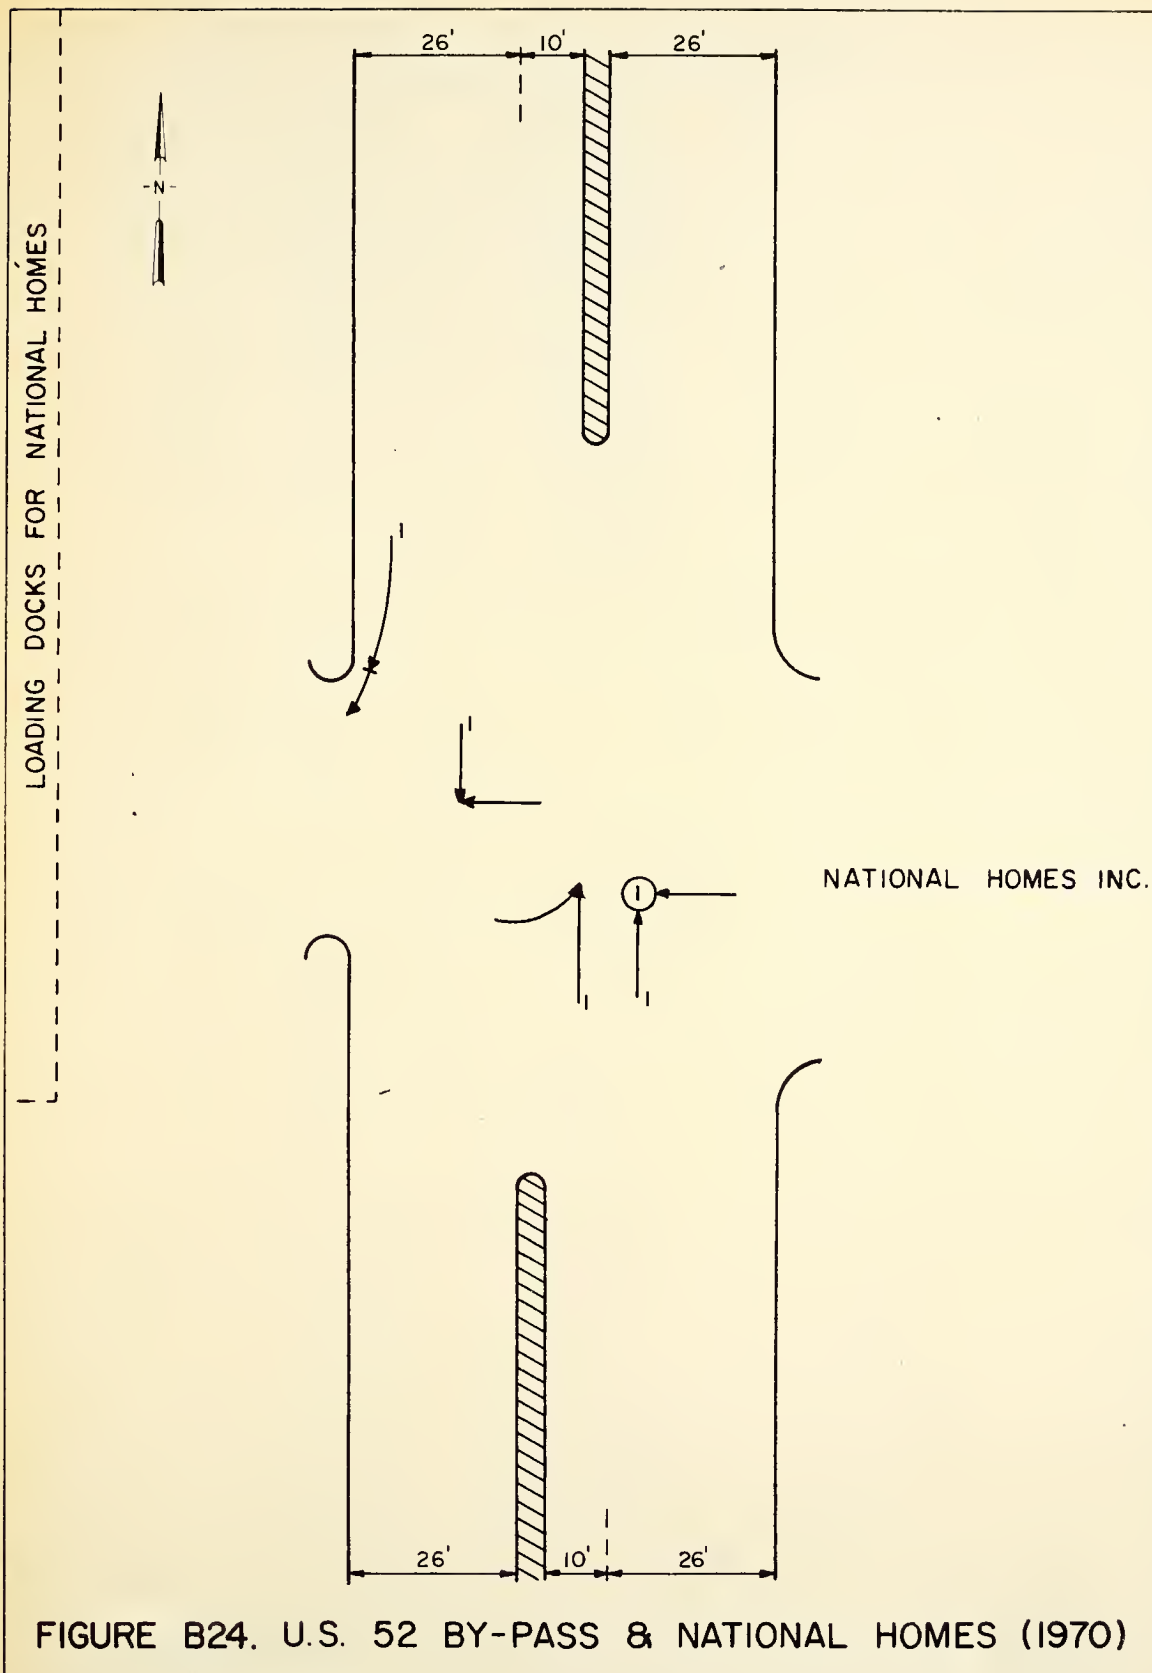 26' 10' 26'
-N-
LOADING DOCKS FOR NATIONAL HOMES
1
1
NATIONAL HOMES INC.
1
1
1
26' 10' 26'
FIGURE B24. U.S. 52 BY-PASS & NATIONAL HOMES (1970)